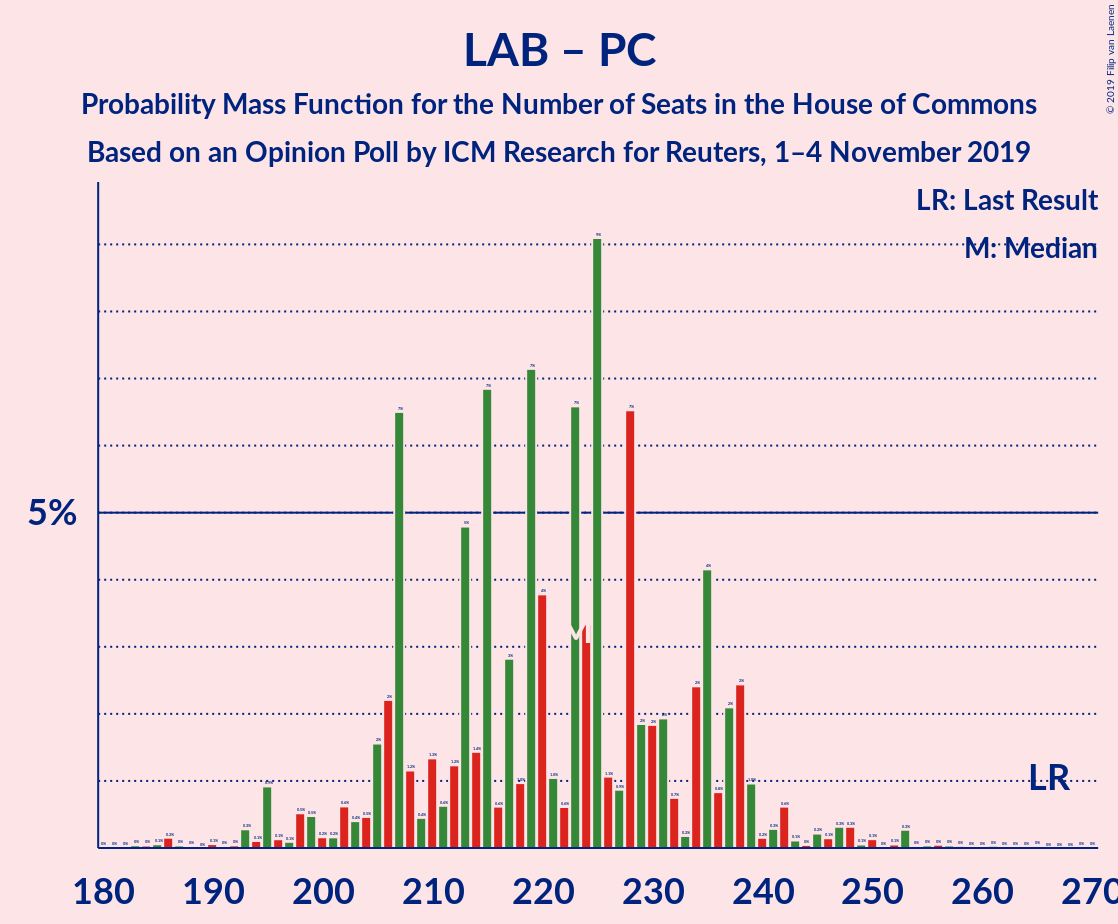 LAB – PC
Probability Mass Function for the Number of Seats in the House of Commons
Based on an Opinion Poll by ICM Research for Reuters, 1–4 November 2019
© 2019 Filip van Laenen
LR: Last Result
M: Median
5%
M
LR
180 190 200 210 220 230 240 250 260 270